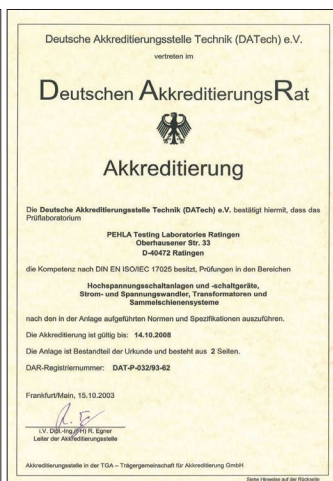 Deutsche Akkreditierungsstelle Technik (DATech) e.V.
vertreten im
Deutschen AkkreditierungsRat
Akkreditierung
Die Deutsche Akkreditierungsstelle Technik (DATech) e.V. bestätigt hiermit, dass das
Prüflaboratorium
PEHLA Testing Laboratories Ratingen
Oberhausener Str. 33
D-40472 Ratingen
die Kompetenz nach DIN EN ISO/IEC 17025 besitzt, Prüfungen in den Bereichen
Hochspannungsschaltanlagen und -schaltgeräte,
Strom- und Spannungswandler, Transformatoren und
Sammelschienensysteme
nach den in der Anlage aufgeführten Normen und Spezifikationen auszuführen.
Die Akkreditierung ist gültig bis: 14.10.2008
Die Anlage ist Bestandteil der Urkunde und besteht aus 2 Seiten.
DAR-Registriernummer: DAT-P-032/93-62
Frankfurt/Main, 15.10.2003
i.V. Dipl.-Ing.(FH) R. Egner
Leiter der Akkreditierungsstelle
Akkreditierungsstelle in der TGA – Trägergemeinschaft für Akkreditierung GmbH
Siehe Hinweise auf der Rückseite